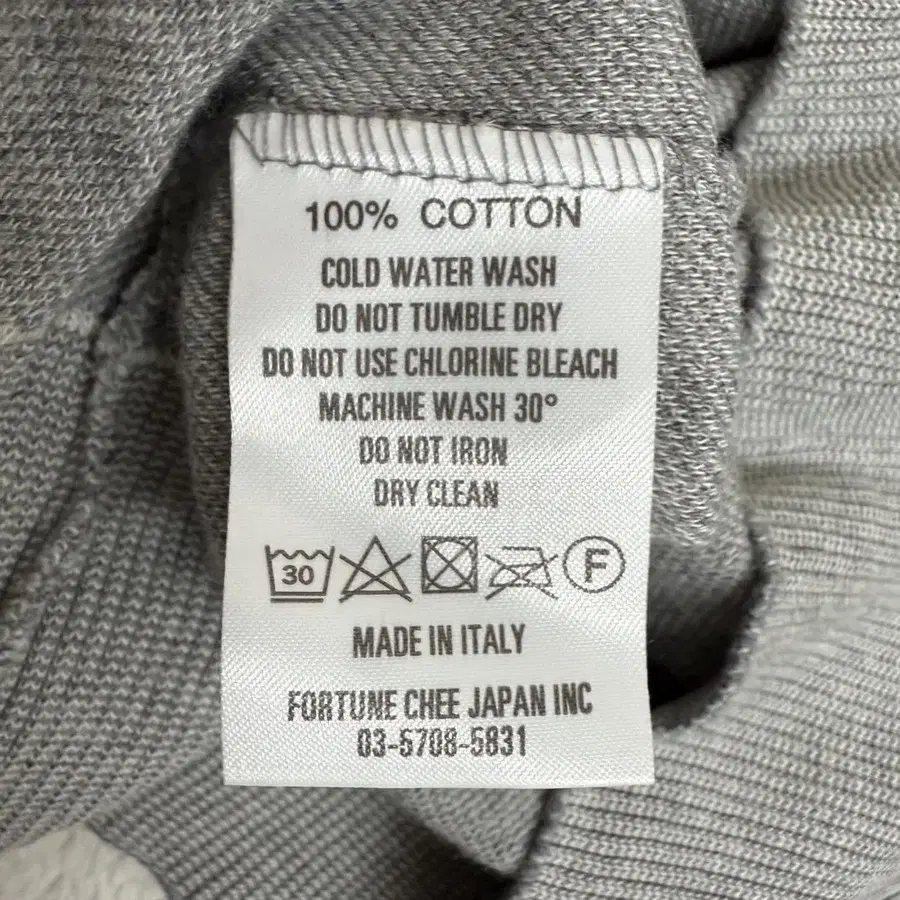 100% COTTON
COLD WATER WASH
DO NOT TUMBLE DRY
DO NOT USE CHLORINE BLEACH
MACHINE WASH 30°
DO NOT IRON
DRY CLEAN
30 F
MADE IN ITALY
FORTUNE CHEE JAPAN INC
03-5708-5831